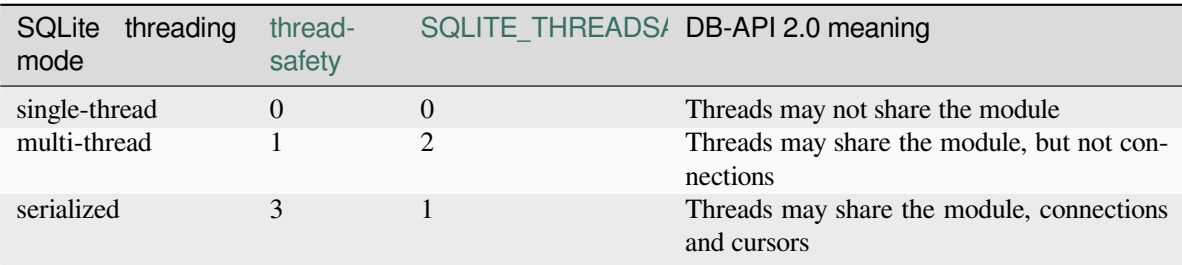 SQLite threading thread- SQLITE_THREADSA DB-API 2.0 meaning
mode safety
single-thread 0 0 Threads may not share the module
multi-thread 1 2 Threads may share the module, but not con-
nections
serialized 3 1 Threads may share the module, connections
and cursors